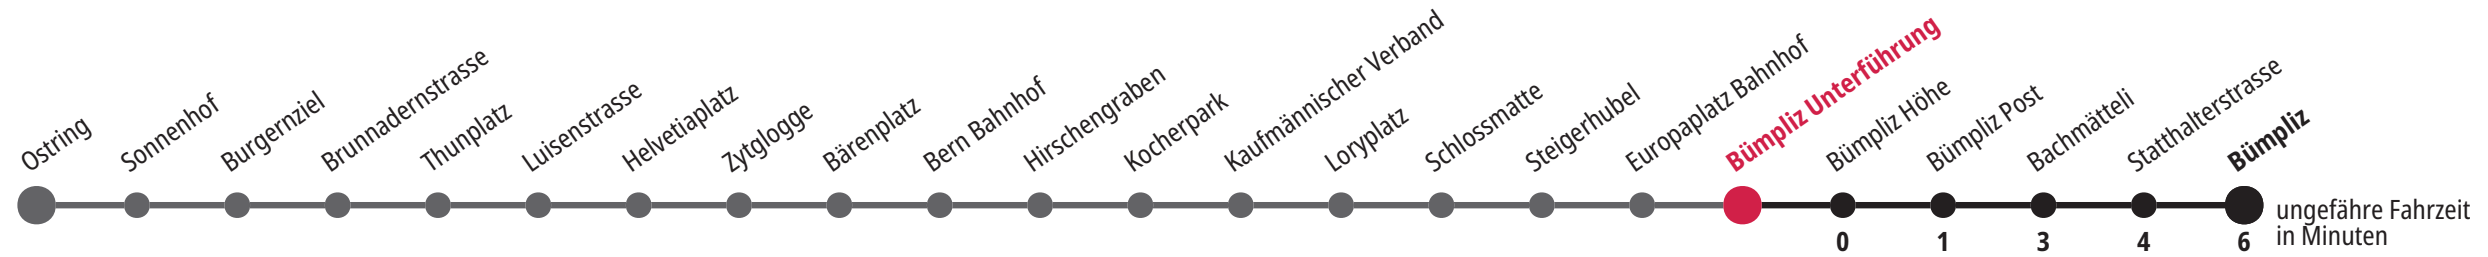 Ostring
Sonnenhof
Burgernziel
Brunnadernstrasse
Thunplatz
Luisenstrasse
Helvetiaplatz
Zytglogge
Bärenplatz
Bern Bahnhof
Hirschengraben
Kocherpark
Kaufmännischer Verband
Loryplatz
Schlossmatte
Steigerhubel
Europaplatz Bahnhof
Bümpliz Unterführung
Bümpliz Höhe
Bümpliz Post
Bachmätteli
Statthalterstrasse
Bümpliz
0 1 3 4 6
ungefähre Fahrzeit
in Minuten